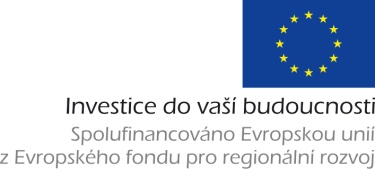 Investice do vaší budoucnosti
Spolufinancováno Evropskou unií
z Evropského fondu pro regionální rozvoj